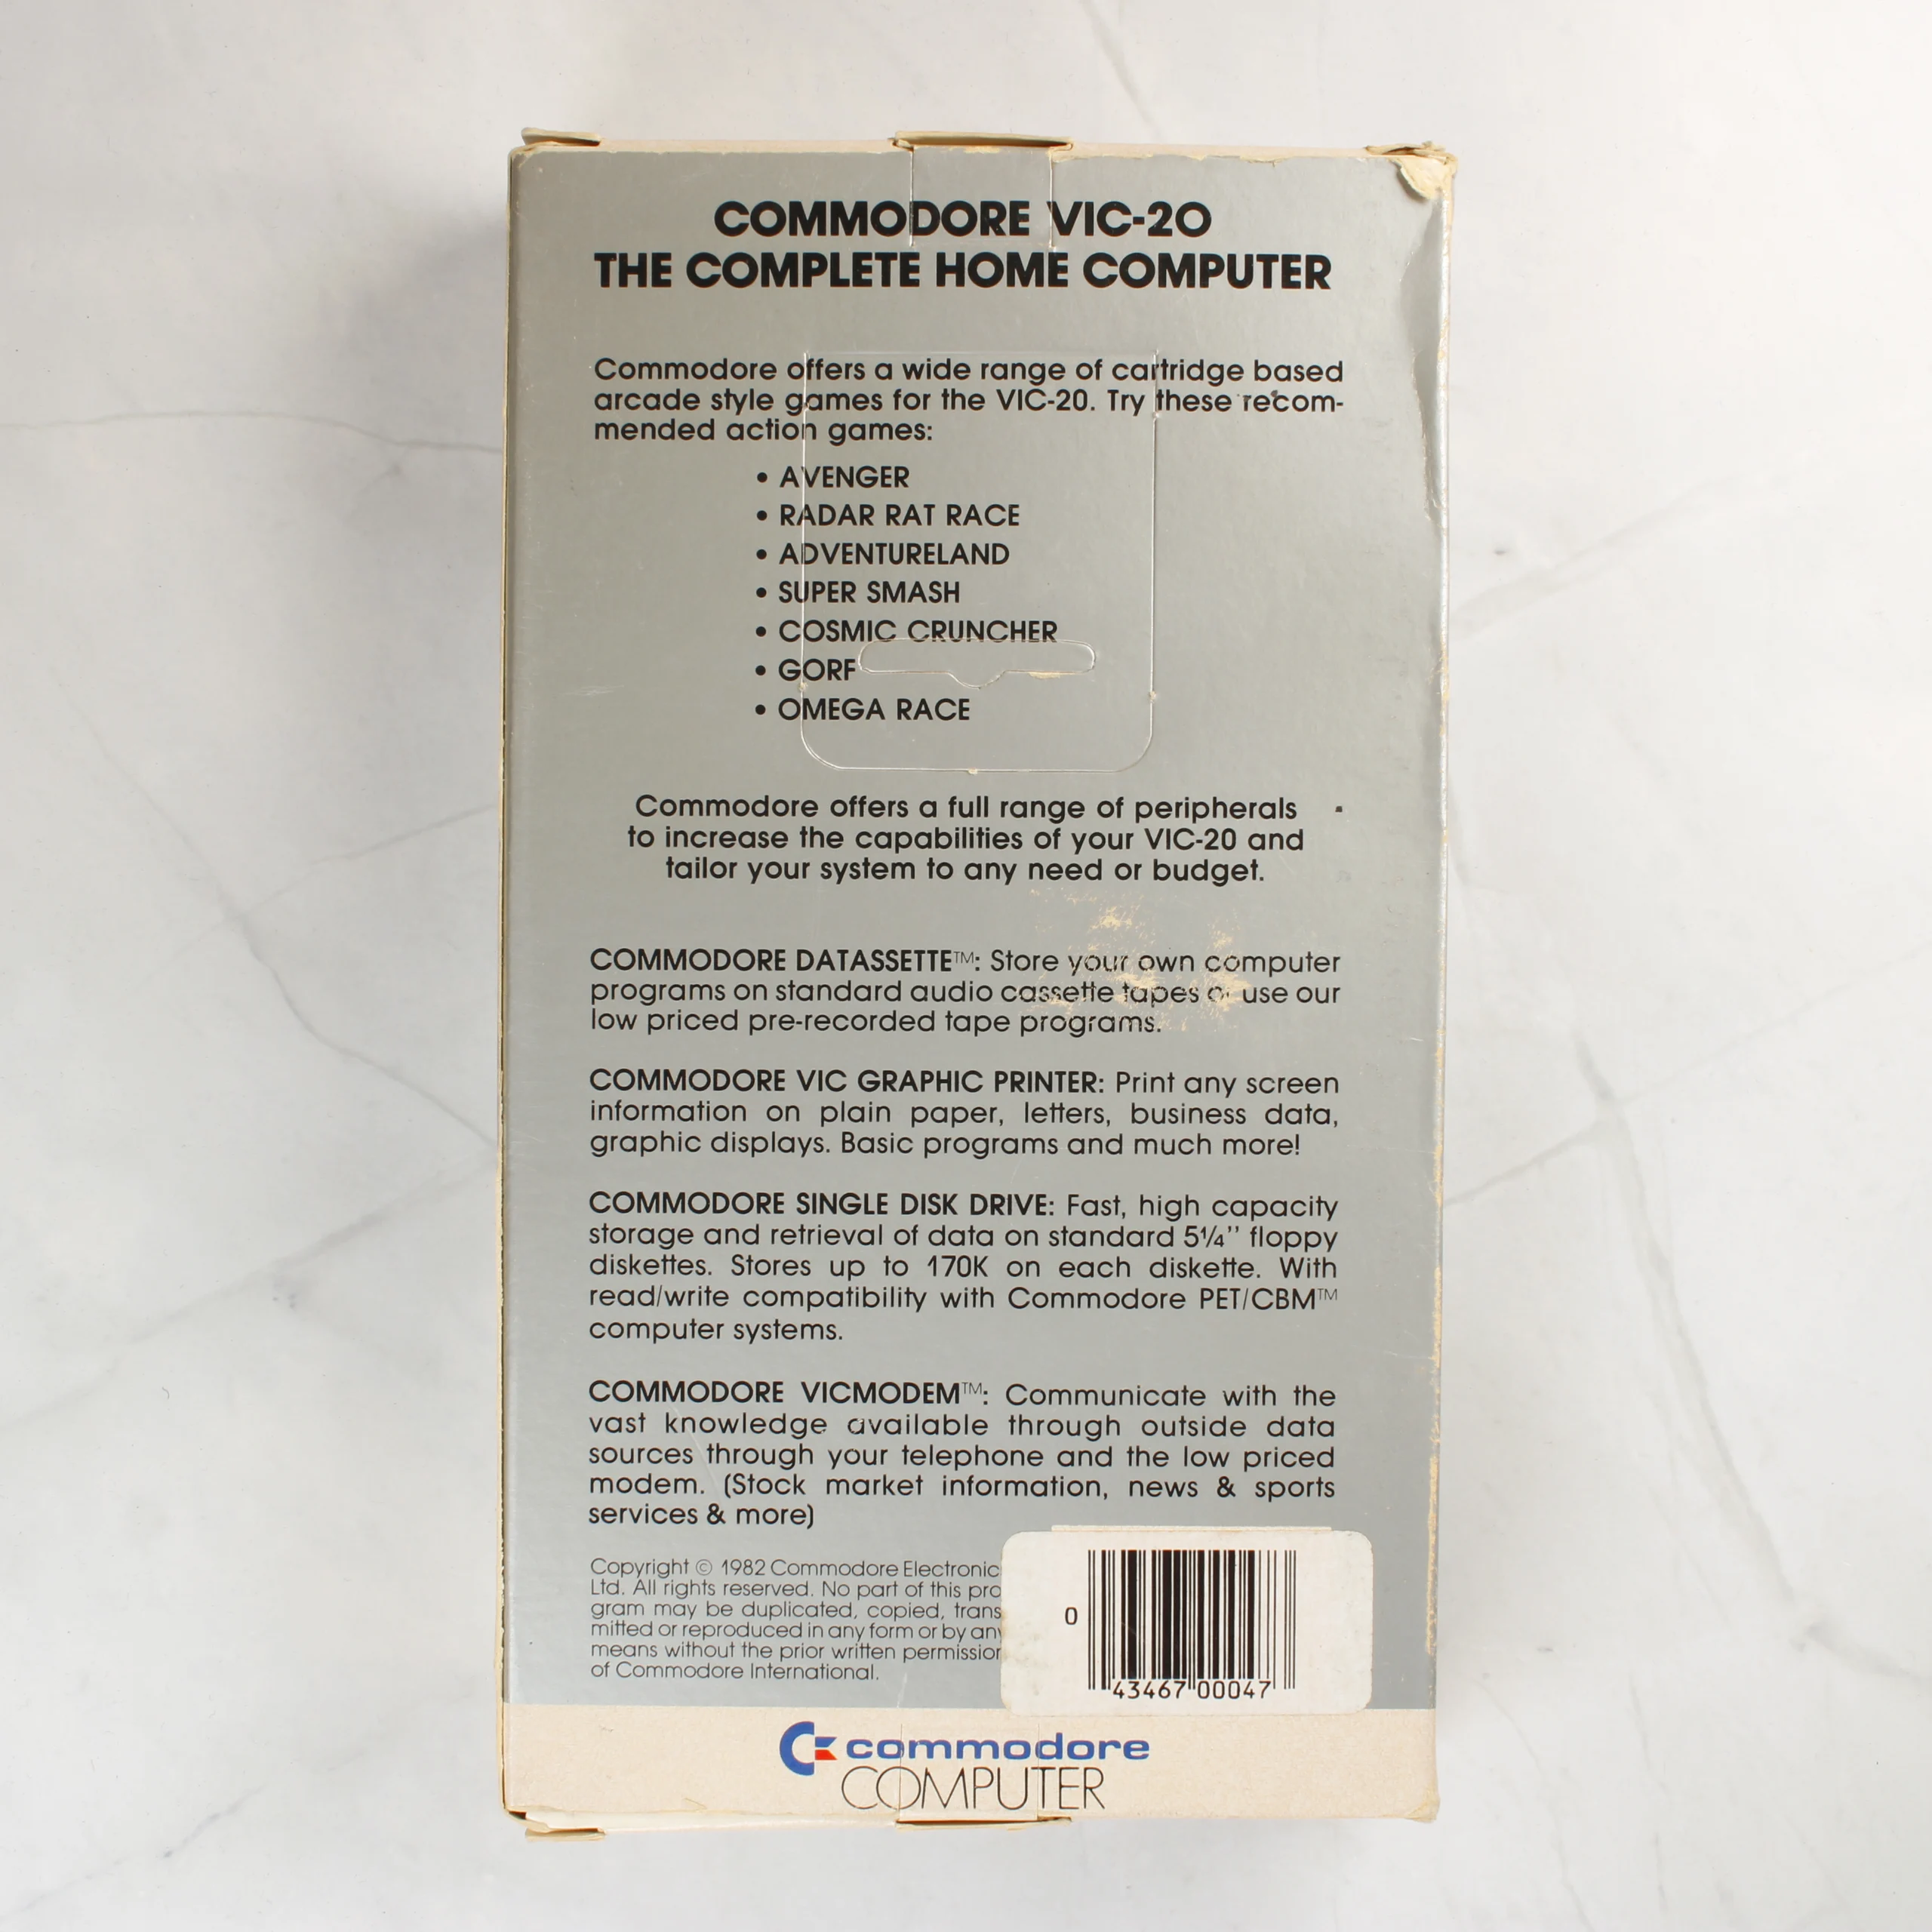 COMMODORE VIC-20
THE COMPLETE HOME COMPUTER
Commodore offers a wide range of cartridge based
arcade style games for the VIC-20. Try these recom-
mended action games:
• AVENGER
• RADAR RAT RACE
• ADVENTURELAND
• SUPER SMASH
• COSMIC CRUNCHER
• GORF
• OMEGA RACE
Commodore offers a full range of peripherals
to increase the capabilities of your VIC-20 and
tailor your system to any need or budget.
COMMODORE DATASSETTE™: Store your own computer
programs on standard audio cassette tapes or use our
low priced pre-recorded tape programs.
COMMODORE VIC GRAPHIC PRINTER: Print any screen
information on plain paper, letters, business data,
graphic displays. Basic programs and much more!
COMMODORE SINGLE DISK DRIVE: Fast, high capacity
storage and retrieval of data on standard 5¼’’ floppy
diskettes. Stores up to 170K on each diskette. With
read/write compatibility with Commodore PET/CBM™
computer systems.
COMMODORE VICMODEM™: Communicate with the
vast knowledge available through outside data
sources through your telephone and the low priced
modem. (Stock market information, news & sports
services & more)
Copyright © 1982 Commodore Electronic
Ltd. All rights reserved. No part of this pro
gram may be duplicated, copied, trans
mitted or reproduced in any form or by any
means without the prior written permission
of Commodore International.
0 43467 00047
commodore
COMPUTER